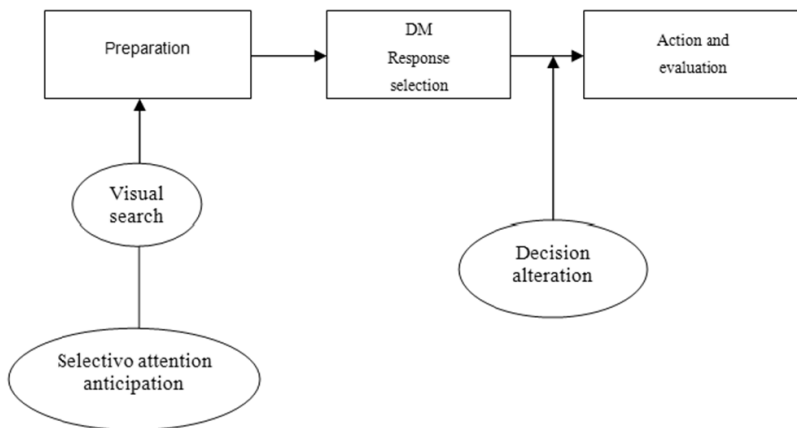 Preparation
DM
Response
selection
Action and
evaluation
Visual
search
Decision
alteration
Selectivo attention
anticipation